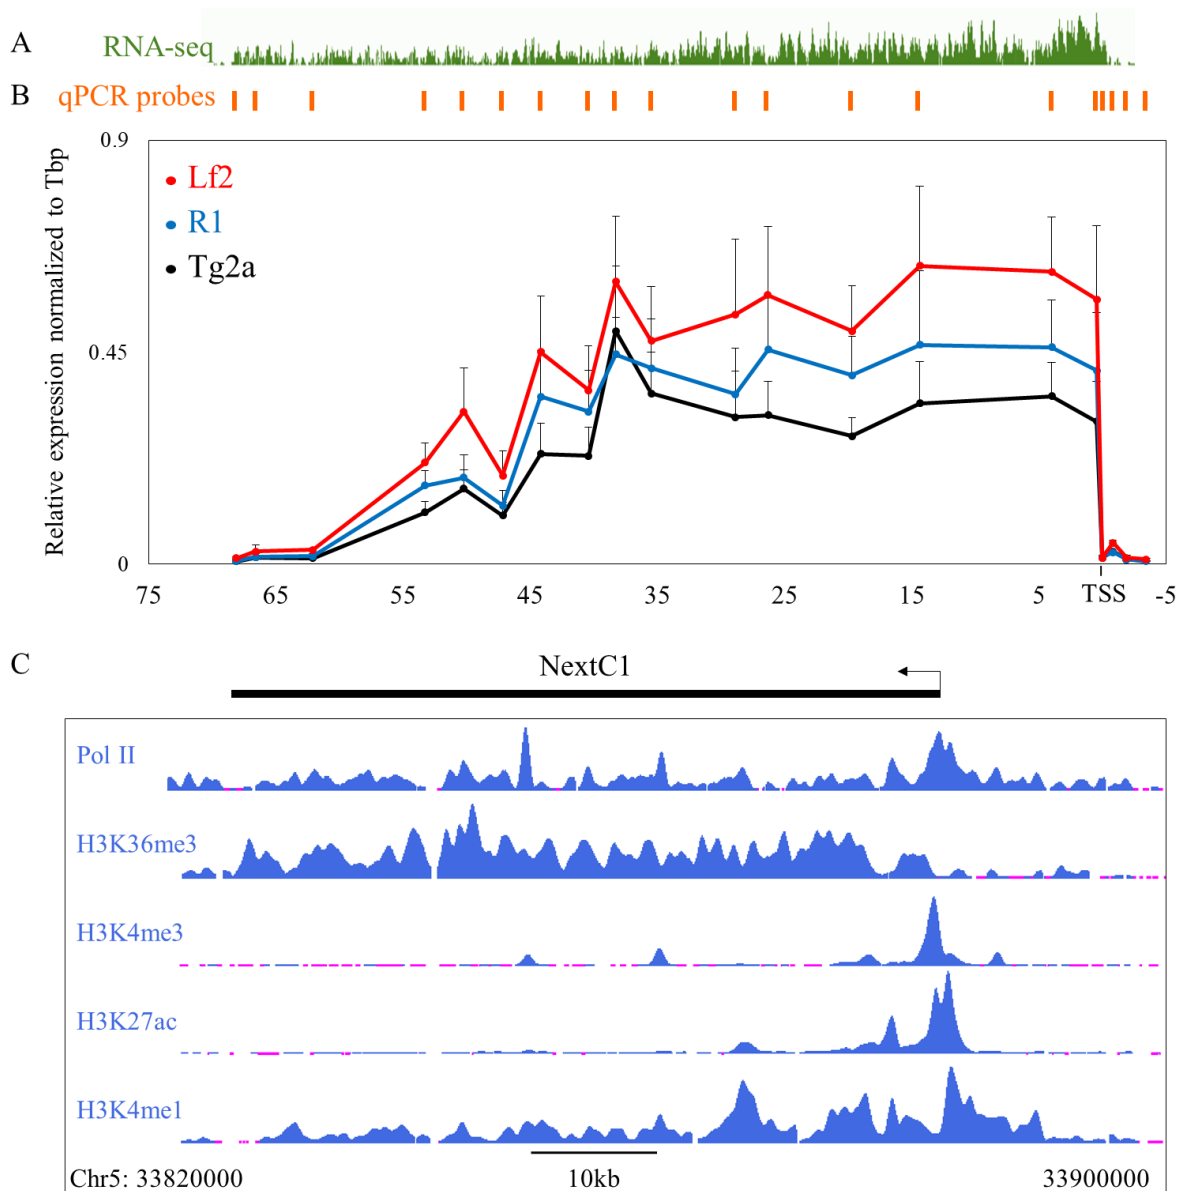 A
RNA-seq
B
qPCR probes
Relative expression normalized to Tbp
0.9
0.45
0
Lf2
R1
Tg2a
75 65 55 45 35 25 15 5 TSS -5
C
NextC1
Pol II
H3K36me3
H3K4me3
H3K27ac
H3K4me1
Chr5: 33820000 10kb 33900000